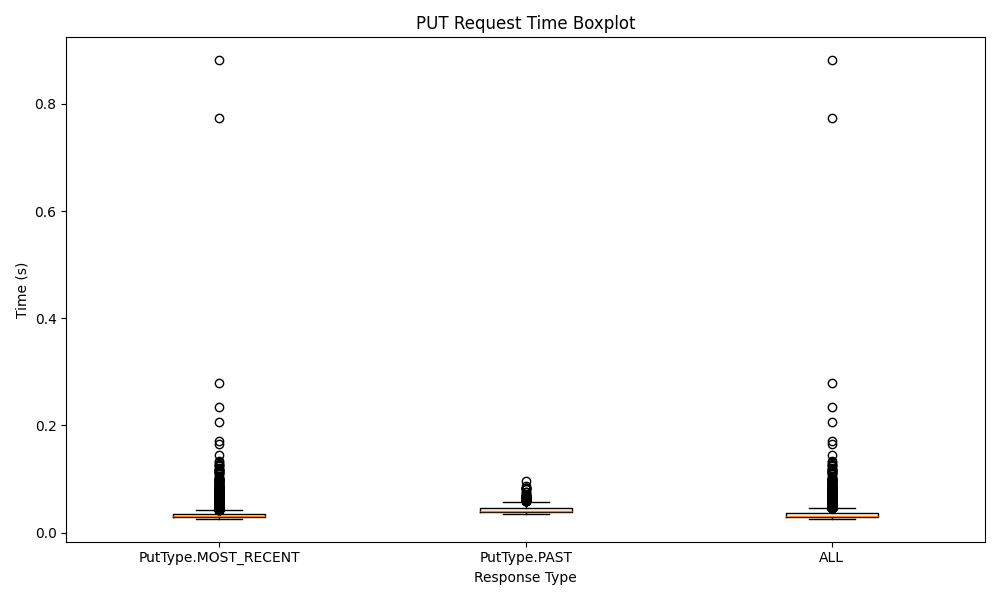 PUT Request Time Boxplot
Time (s)
0.8
0.6
0.4
0.2
0.0
PutType.MOST_RECENT
PutType.PAST
ALL
Response Type